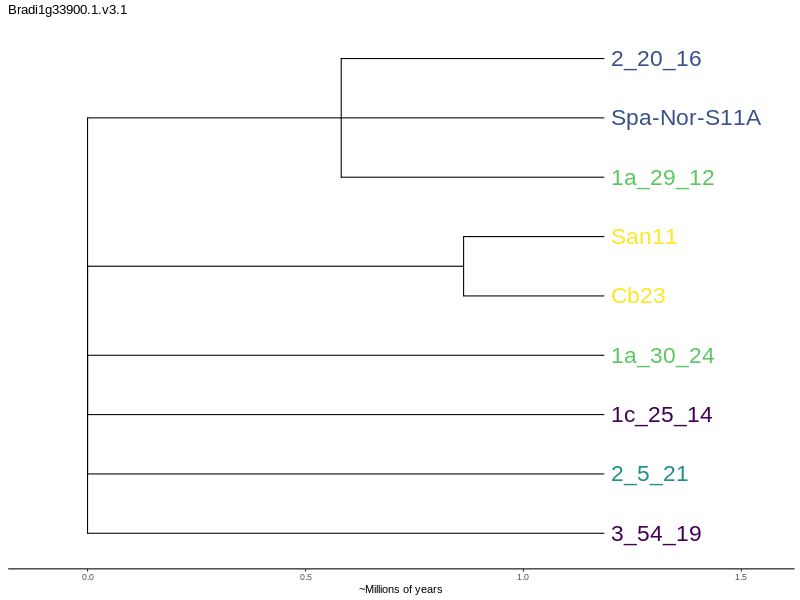 Bradi1g33900.1.v3.1
2_20_16
Spa-Nor-S11A
1a_29_12
San11
Cb23
1a_30_24
1c_25_14
2_5_21
3_54_19
0.0 0.5 1.0 1.5
~Millions of years